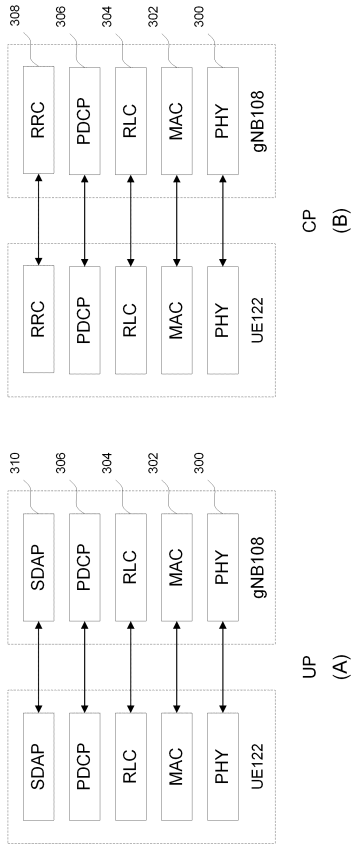 SDAP SDAP 310
PDCP PDCP 306
RLC RLC 304
MAC MAC 302
PHY PHY 300
UE122 gNB108
UP
(A)
RRC RRC 308
PDCP PDCP 306
RLC RLC 304
MAC MAC 302
PHY PHY 300
UE122 gNB108
CP
(B)